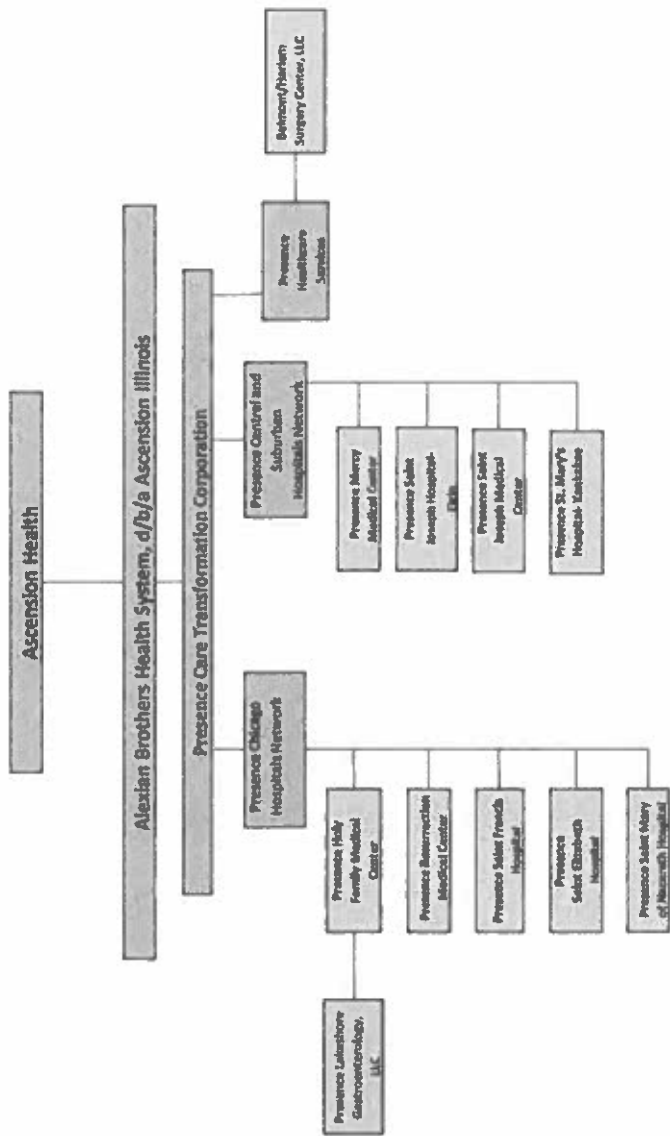 Ascension Health
Alexian Brothers Health System, d/b/a Ascension Illinois
Presence Care Transformation Corporation
Presence Chicago
Hospitals Network
Presence Central and
Suburban
Hospitals Network
Presence
Healthcare
Services
Belmont/Harlem
Surgery Center, LLC
Presence Lakeshore
Gastroenterology,
LLC
Presence Holy
Family Medical
Center
Presence Resurrection
Medical Center
Presence Saint Francis
Hospital
Presence
Saint Elizabeth
Hospital
Presence Saint Mary
of Nazareth Hospital
Presence Mercy
Medical Center
Presence Saint
Joseph Hospital-
Elgin
Presence Saint
Joseph Medical
Center
Presence St. Mary's
Hospital- Kankakee